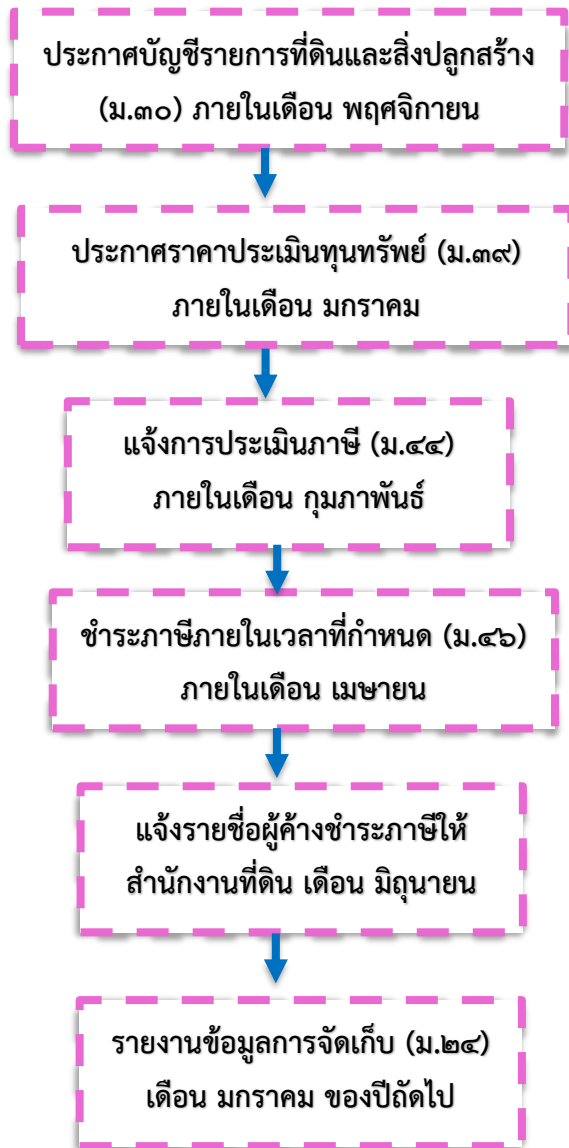 ประกาศบัญชีรายการที่ดินและสิ่งปลูกสร้าง
(ม.๓๐) ภายในเดือน พฤศจิกายน
ประกาศราคาประเมินทุนทรัพย์ (ม.๓๙)
ภายในเดือน มกราคม
แจ้งการประเมินภาษี (ม.๔๔)
ภายในเดือน กุมภาพันธ์
ชำระภาษีภายในเวลาที่กำหนด (ม.๔๖)
ภายในเดือน เมษายน
แจ้งรายชื่อผู้ค้างชำระภาษีให้
สำนักงานที่ดิน เดือน มิถุนายน
รายงานข้อมูลการจัดเก็บ (ม.๒๔)
เดือน มกราคม ของปีถัดไป